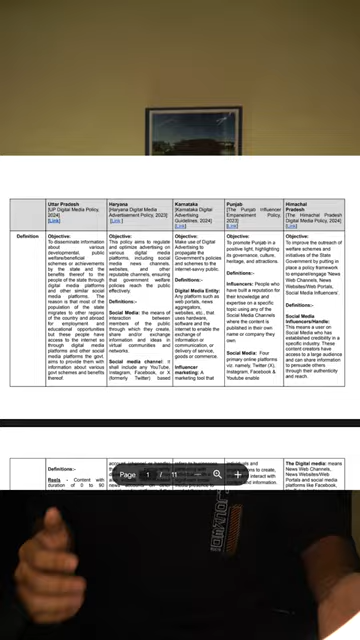 Uttar Pradesh
[UP Digital Media Policy, 2024]
[Link]
Haryana
[Haryana Digital Media Advertisement Policy, 2023]
[Link]
Karnataka
[Karnataka Digital Advertising Guidelines, 2024]
[Link]
Punjab
[The Punjab Influencer Empanelment Policy, 2023]
[Link]
Himachal Pradesh
[The Himachal Pradesh Digital Media Policy, 2024]
[Link]
Definition
Objective:
To disseminate information about various developmental, public welfare/beneficial schemes or achievements by the state and the benefits thereof to the people of the state through digital media platforms and other similar social media platforms. The reason is that most of the population of the state migrates to other regions of the country and abroad for employment and educational opportunities but these people have access to the internet so through digital media platforms and other social media platforms the govt. aims to provide them with information about various govt schemes and benefits thereof.
Objective:
This policy aims to regulate and optimize advertising on various digital media platforms, including social media news channels, websites, and other reputable channels, ensuring that government welfare policies reach the public effectively.
Definitions:-
Social Media: the means of interaction between people through which they create, share and/or exchange information and ideas in virtual communities and networks.
Social media channel: It shall include any YouTube, Instagram, Facebook, or X (formerly Twitter) based
Objective:
Make use of Digital Advertising to propagate the Government's policies and schemes to the internet-savvy public.
Definitions:-
Digital Media Entity: Any platform such as web portals, news aggregators, websites, etc., that uses hardware, software and the internet to enable the exchange of information or communication, or delivery of service, goods or commerce.
Influencer marketing: A marketing tool that
Objective:
To promote Punjab in a positive light, highlighting its governance, culture, heritage, and attractions.
Definitions:-
Influencers: People who have built a reputation for their knowledge and expertise on a specific topic using any of the Social Media Channels where the content is published in their own name or company they own.
Social Media: Four primary online platforms viz. namely, Twitter (X), Instagram, Facebook & Youtube enable
Objective:
To improve the outreach of welfare schemes and initiatives of the State Government by putting in place a policy framework to empanel/engage 'News Web Channels, News Websites/Web Portals, Social Media Influencers'.
Definitions:-
Social Media Influencers/Handle: This means a user on Social Media who has established credibility in a specific industry. These content creators have access to a large audience and can share information to persuade others through their authenticity and reach.
Definitions:-
Reels - Content with duration of 0 to 90
The Digital media: means News Web Channels, News Websites/Web Portals and social media platforms like Facebook,
Page 1 / 11